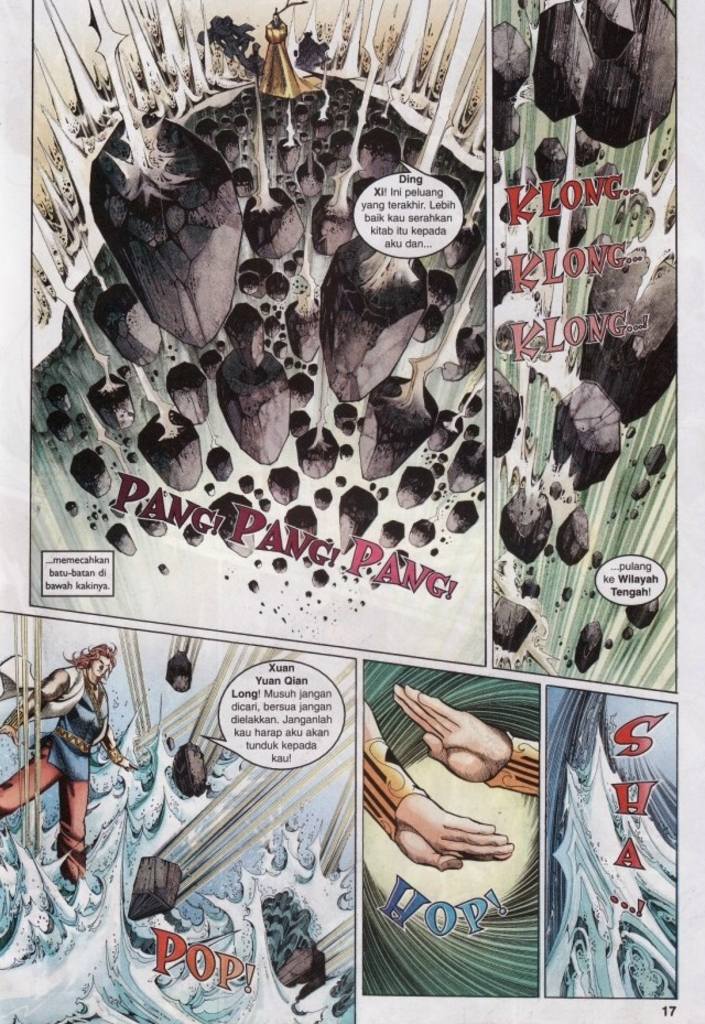 Ding
Xi! Ini peluang
yang terakhir. Lebih
baik kau serahkan
kitab itu kepada
aku dan...
KLONG...
KLONG...
KLONG...!
PANG! PANG! PANG!
...memecahkan
batu-batan di
bawah kakinya.
...pulang
ke Wilayah
Tengah!
Xuan
Yuan Qian
Long! Musuh jangan
dicari, bersua jangan
dielakkan. Janganlah
kau harap aku akan
tunduk kepada
kau!
POP!
HOP!
SHA...!
17